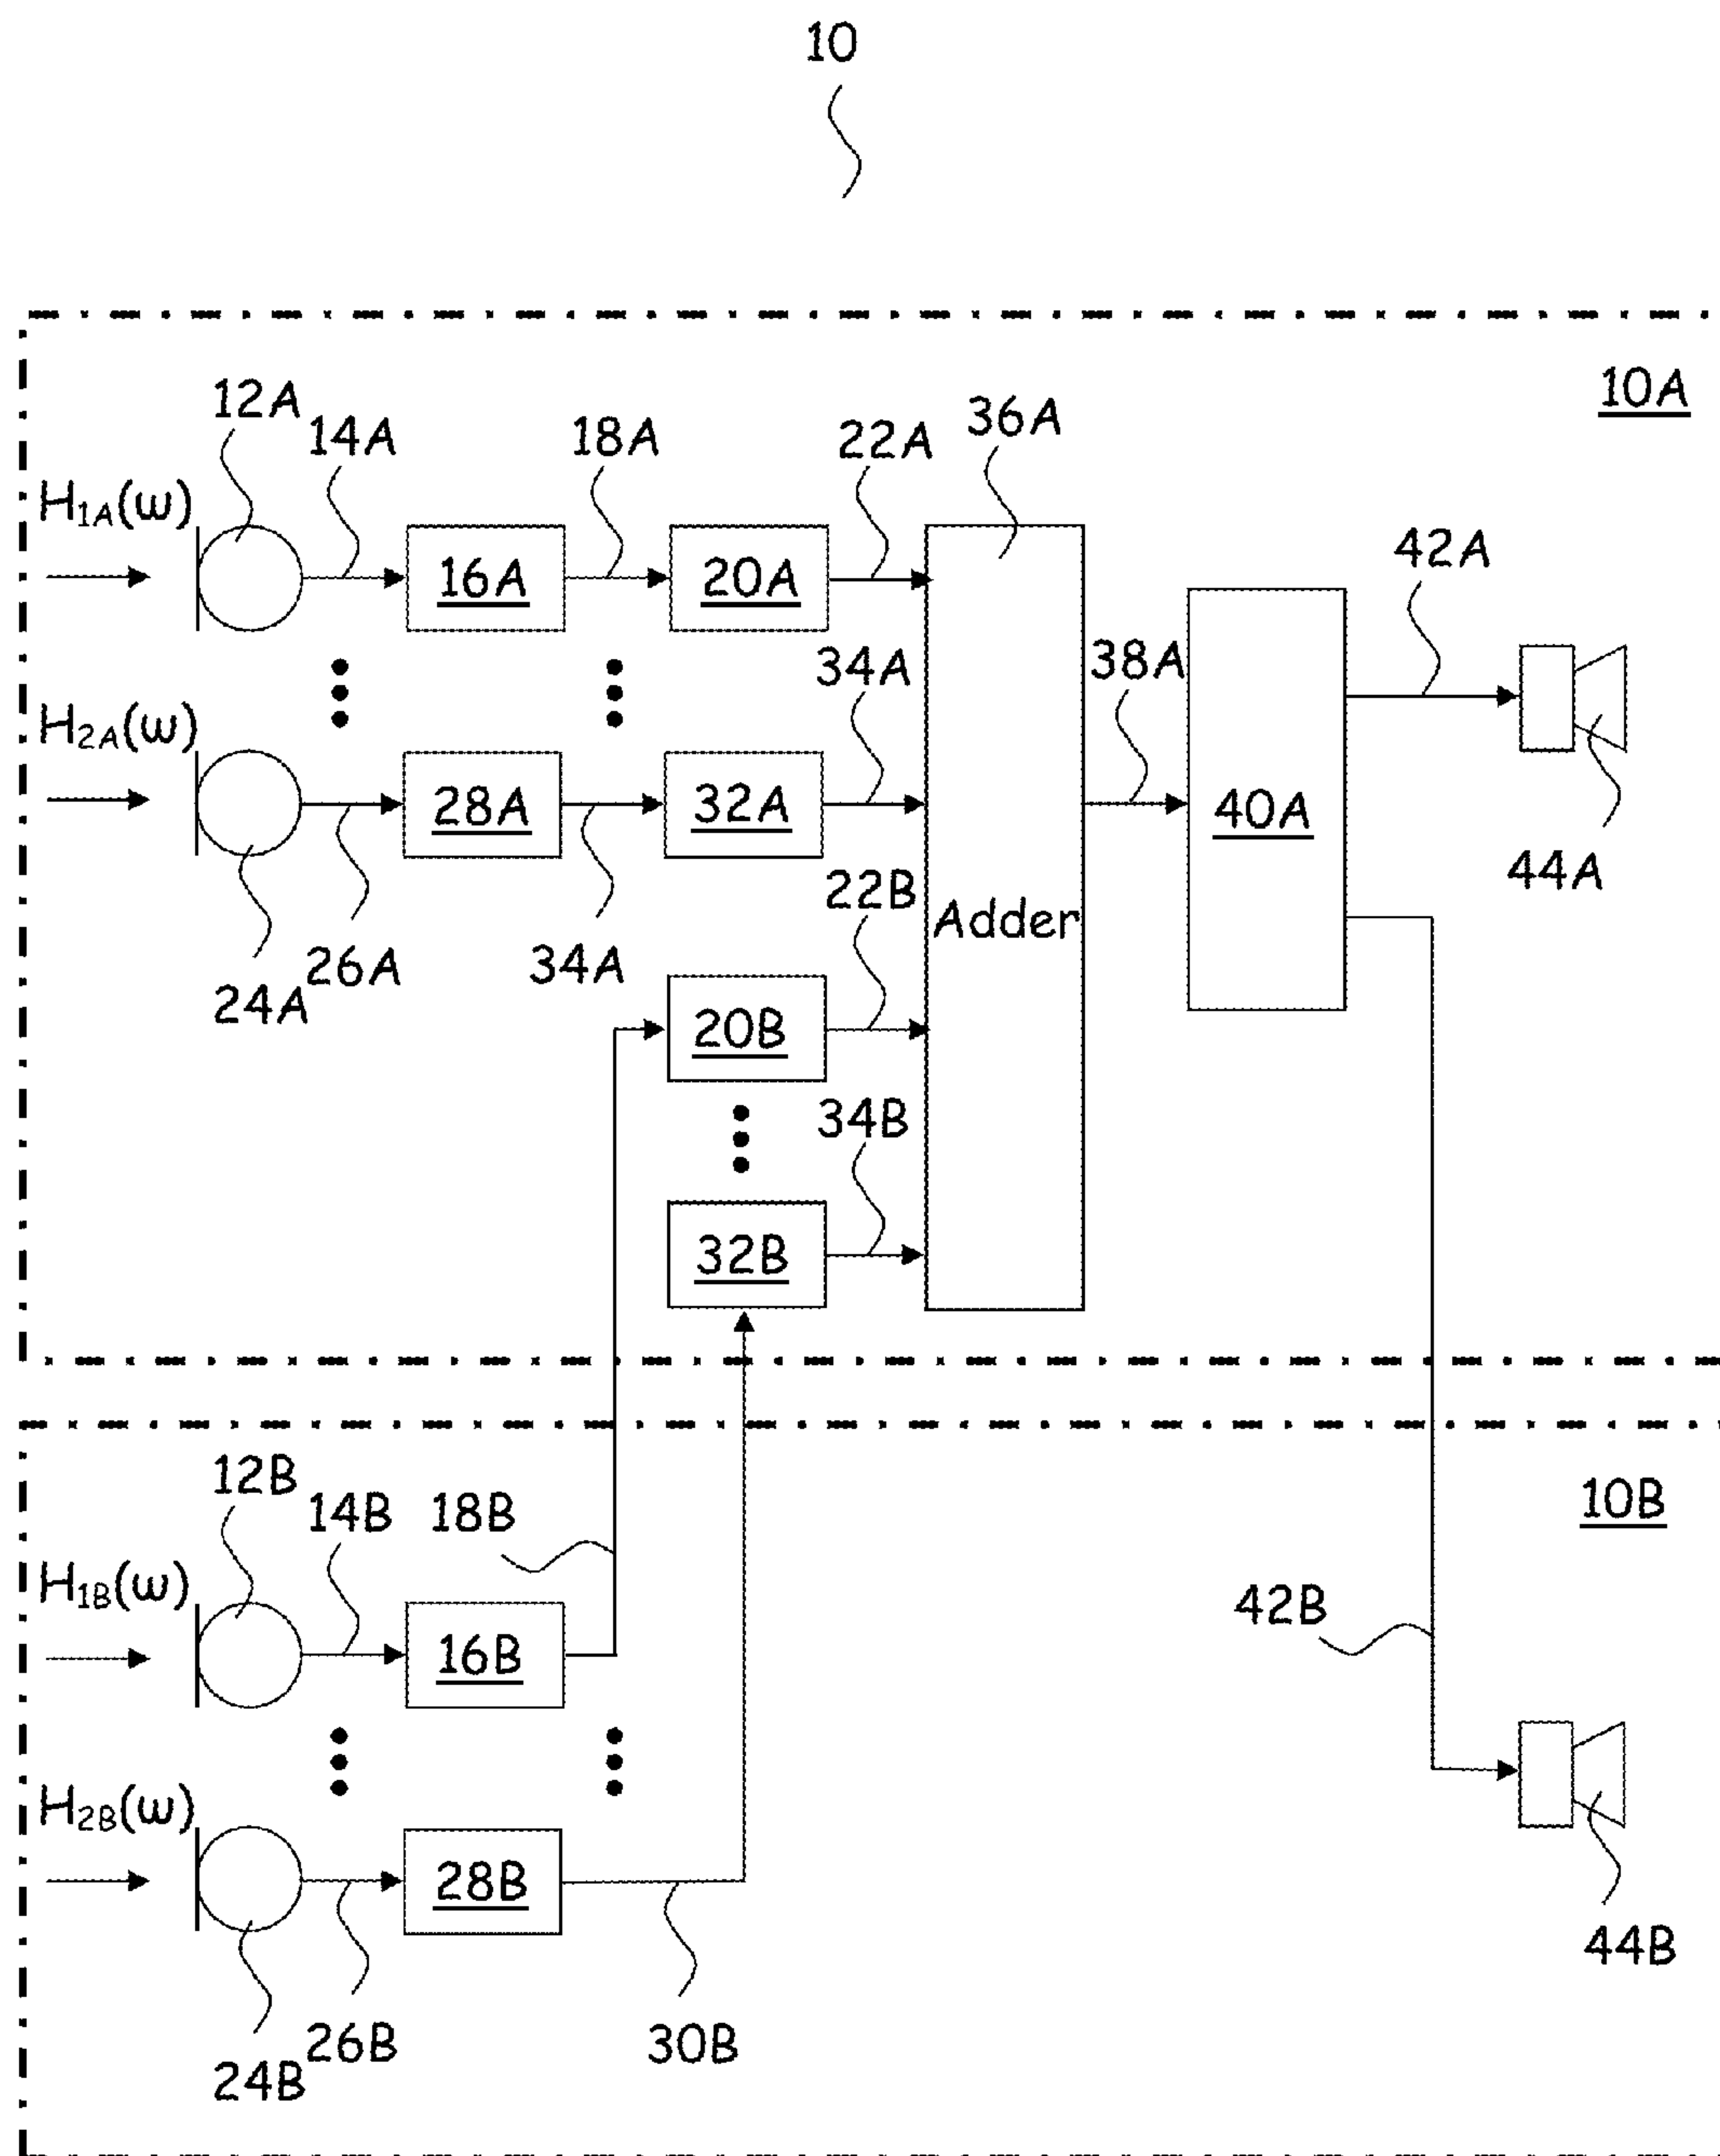 10
10A
12A
14A
18A
22A
36A
H1A(ω)
16A
20A
42A
34A
38A
H2A(ω)
28A
32A
40A
44A
22B
Adder
26A
34A
24A
20B
34B
32B
12B
14B
18B
10B
H1B(ω)
42B
16B
H2B(ω)
28B
44B
26B
30B
24B